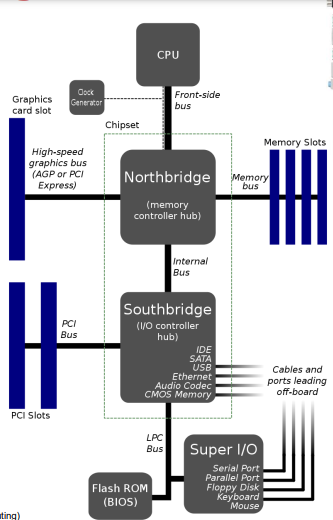 CPU
Clock
Generator
Front-side
bus
Graphics
card slot
Chipset
High-speed
graphics bus
(AGP or PCI
Express)
Northbridge
(memory
controller hub)
Memory
bus
Memory Slots
Internal
Bus
Southbridge
(I/O controller
hub)
PCI
Bus
PCI Slots
IDE
SATA
USB
Ethernet
Audio Codec
CMOS Memory
Cables and
ports leading
off-board
LPC
Bus
Super I/O
Serial Port
Parallel Port
Floppy Disk
Keyboard
Mouse
Flash ROM
(BIOS)